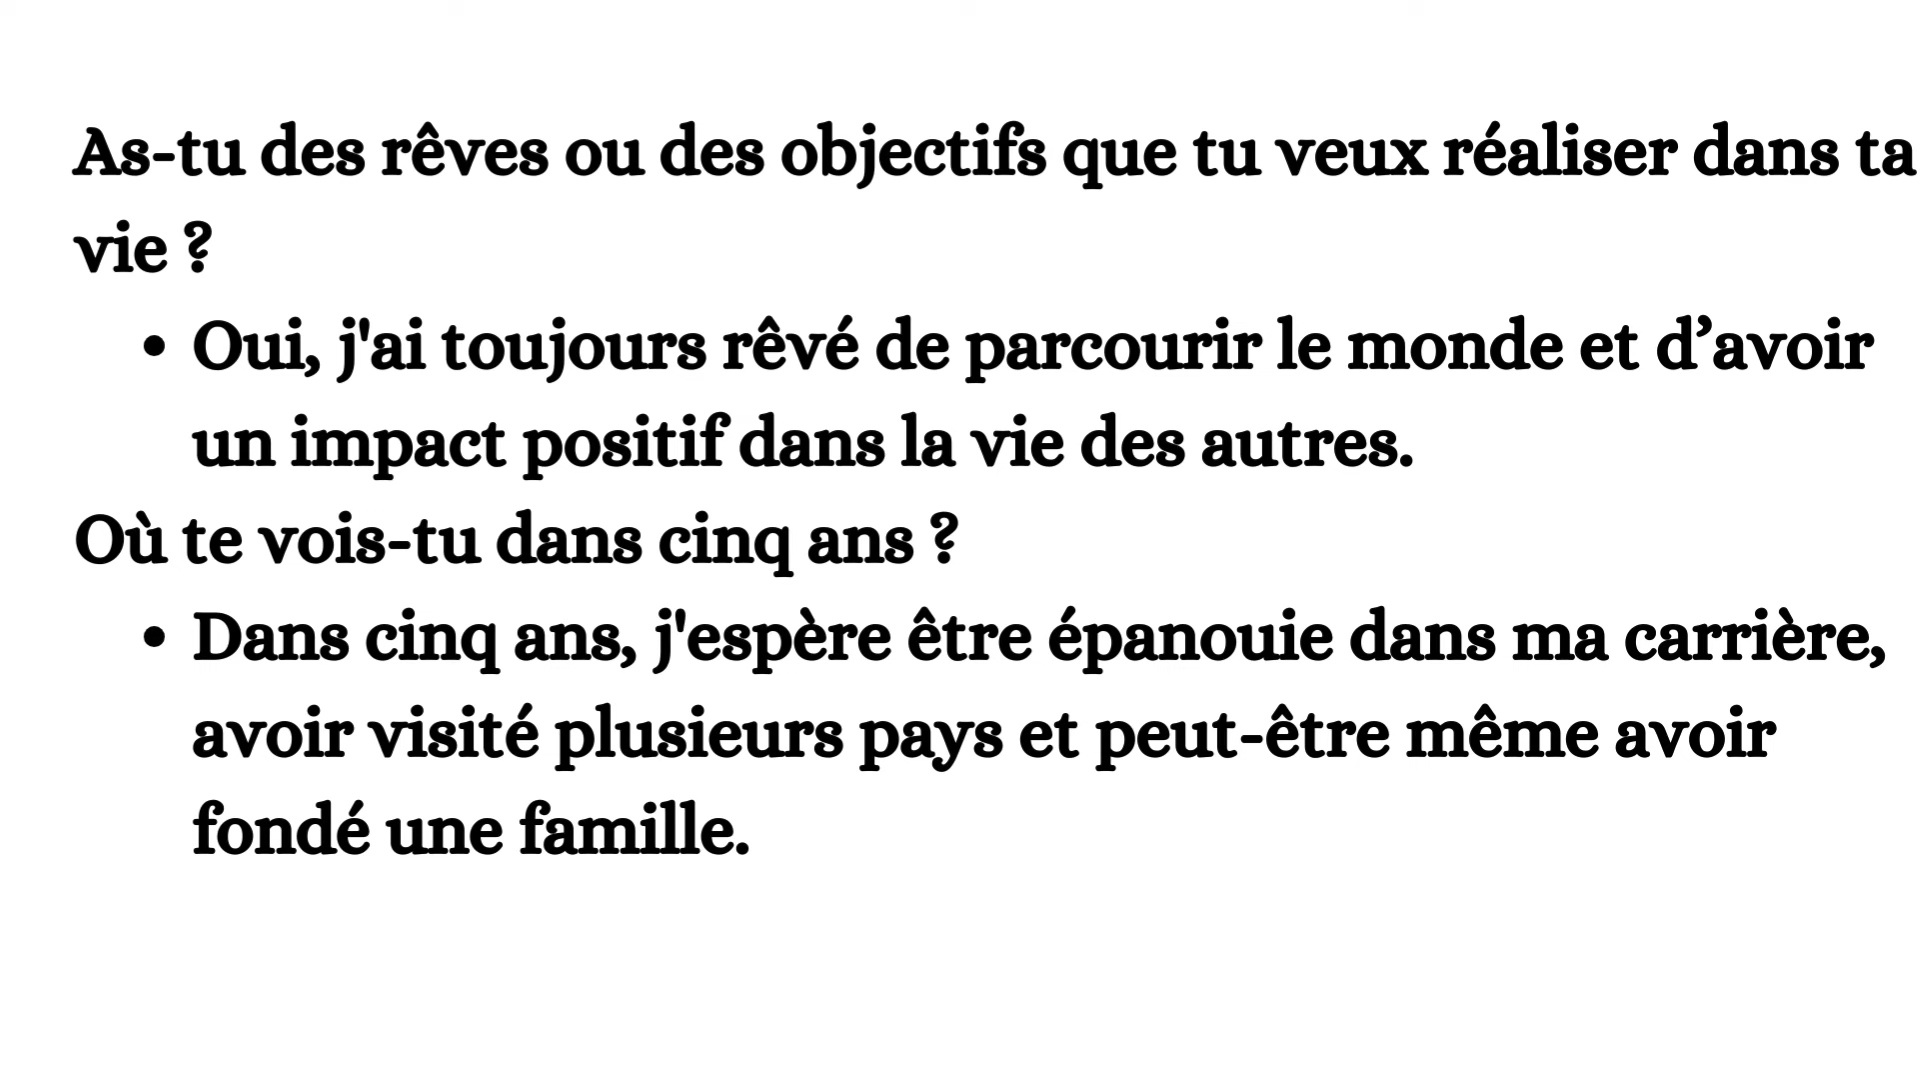 As-tu des rêves ou des objectifs que tu veux réaliser dans ta
vie ?
• Oui, j'ai toujours rêvé de parcourir le monde et d’avoir
un impact positif dans la vie des autres.
Où te vois-tu dans cinq ans ?
• Dans cinq ans, j'espère être épanouie dans ma carrière,
avoir visité plusieurs pays et peut-être même avoir
fondé une famille.